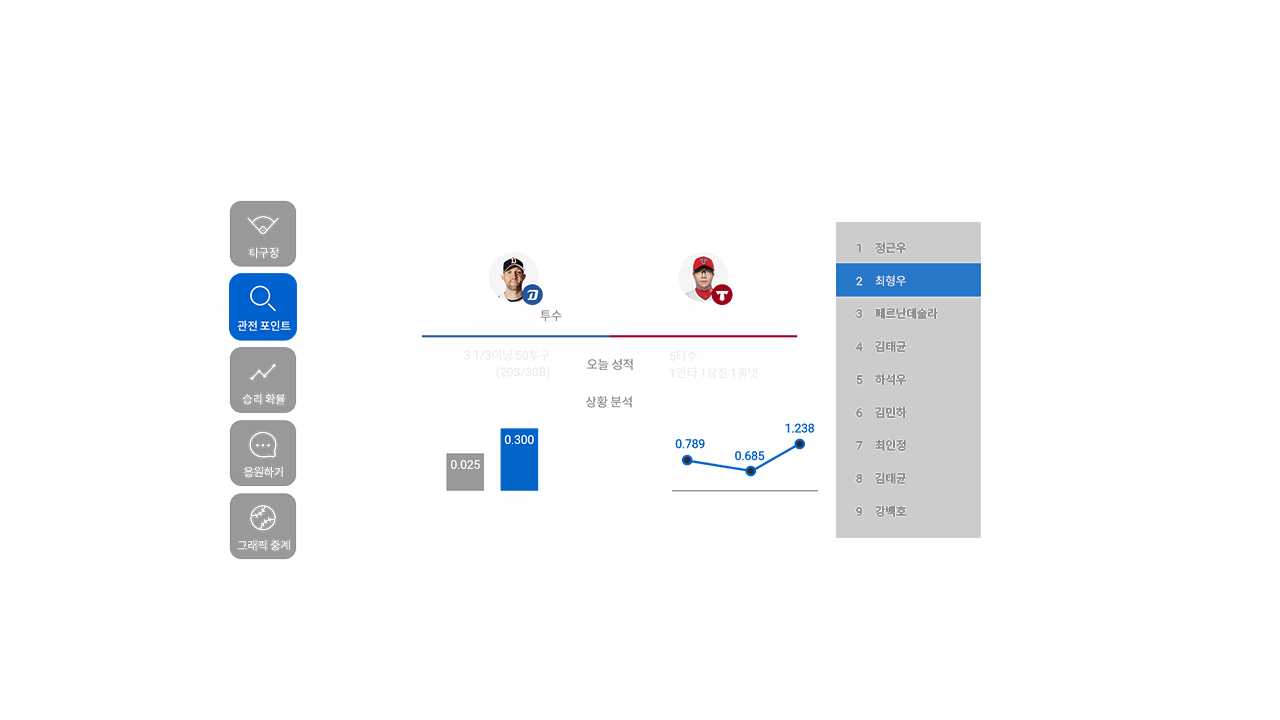 타구장
관전 포인트
승리 확률
응원하기
그래픽 중계
투수
3 1/3이닝 50투구
(20S/30B)
오늘 성적
5타수
1안타 1삼진 1볼넷
상황 분석
0.025
0.300
0.789
0.685
1.238
1 정근우
2 최형우
3 페르난데술라
4 김태균
5 하석우
6 김민하
7 최인정
8 김태균
9 강백호